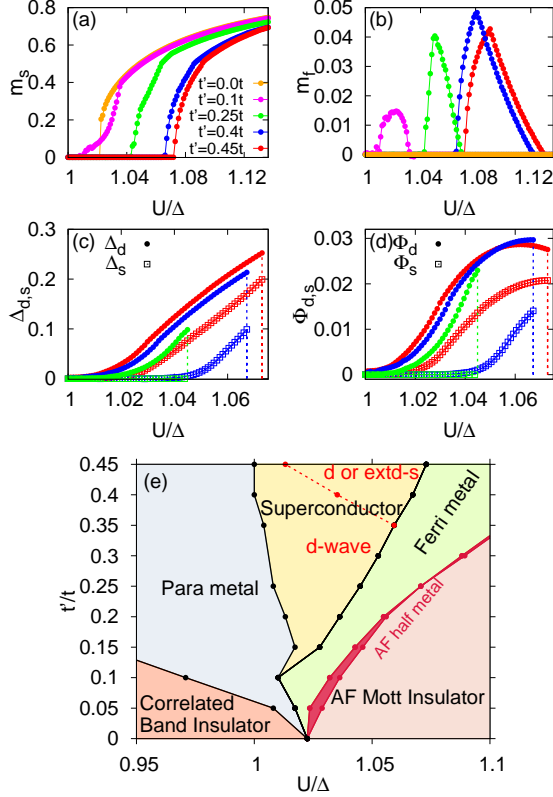 (a)
m_s
0.8
0.6
0.4
0.2
0
t'=0.0t
t'=0.1t
t'=0.25t
t'=0.4t
t'=0.45t
1 1.04 1.08 1.12
U/Δ
(b)
m_f
0.05
0.04
0.03
0.02
0.01
0
1 1.04 1.08 1.12
U/Δ
(c)
Δ_d
Δ_s
Δ_d,s
0.3
0.2
0.1
0
1 1.02 1.04 1.06
U/Δ
(d)
Φ_d
Φ_s
Φ_d,s
0.03
0.02
0.01
0
1 1.02 1.04 1.06
U/Δ
(e)
t'/t
0.45
0.4
0.35
0.3
0.25
0.2
0.15
0.1
0.05
0
d or extd-s
Superconductor
d-wave
Ferri metal
Para metal
AF half metal
Correlated
Band Insulator
AF Mott Insulator
0.95 1 1.05 1.1
U/Δ